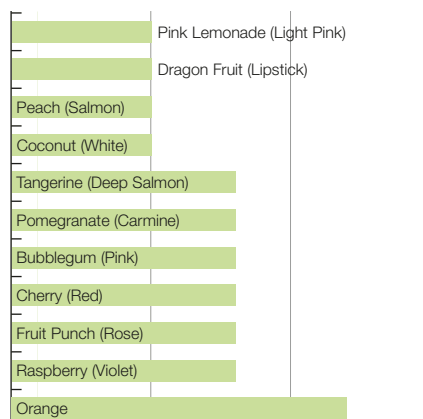 Pink Lemonade (Light Pink)
Dragon Fruit (Lipstick)
Peach (Salmon)
Coconut (White)
Tangerine (Deep Salmon)
Pomegranate (Carmine)
Bubblegum (Pink)
Cherry (Red)
Fruit Punch (Rose)
Raspberry (Violet)
Orange